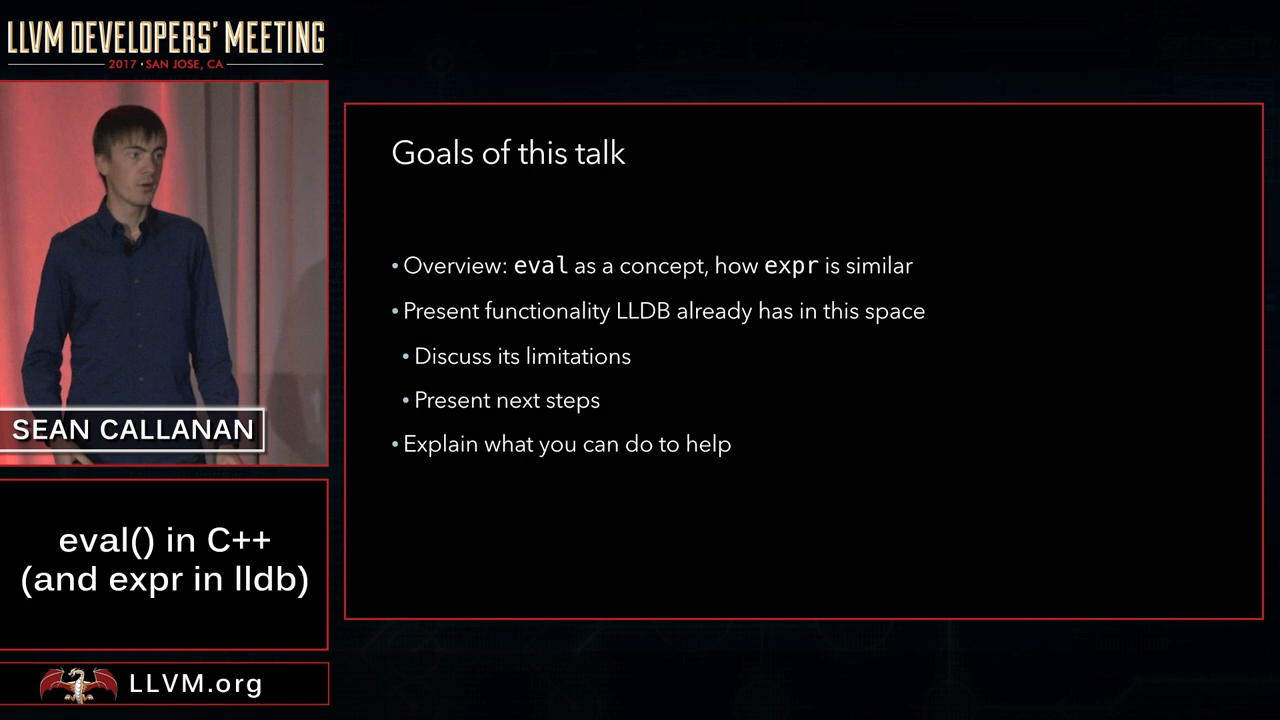 LLVM DEVELOPERS' MEETING
2017 · SAN JOSE, CA
SEAN CALLANAN
eval() in C++
(and expr in lldb)
LLVM.org
Goals of this talk
• Overview: eval as a concept, how expr is similar
• Present functionality LLDB already has in this space
• Discuss its limitations
• Present next steps
• Explain what you can do to help